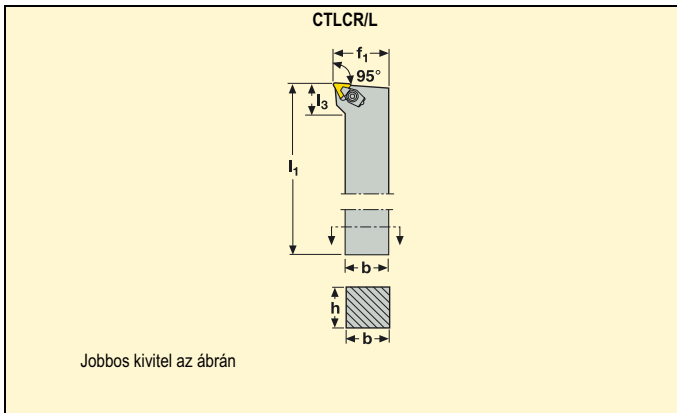 CTLCR/L
f₁
95°
l₃
l₁
b
h
b
Jobbos kivitel az ábrán